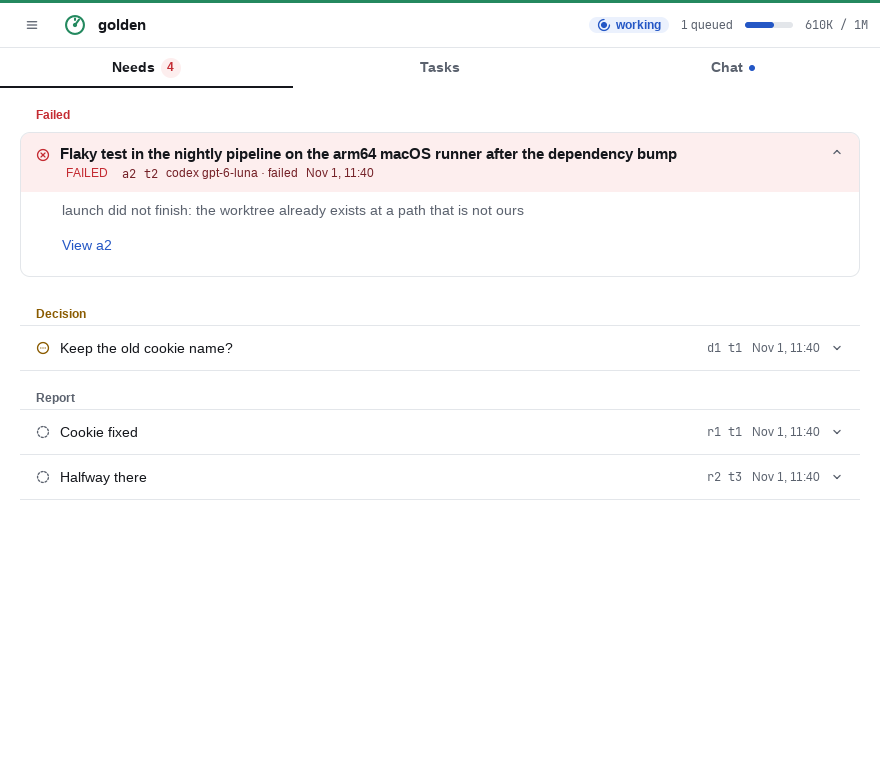 golden
working 1 queued 610K / 1M
Needs 4 Tasks Chat
Failed
Flaky test in the nightly pipeline on the arm64 macOS runner after the dependency bump
FAILED a2 t2 codex gpt-6-luna · failed Nov 1, 11:40
launch did not finish: the worktree already exists at a path that is not ours
View a2
Decision
Keep the old cookie name? d1 t1 Nov 1, 11:40
Report
Cookie fixed r1 t1 Nov 1, 11:40
Halfway there r2 t3 Nov 1, 11:40